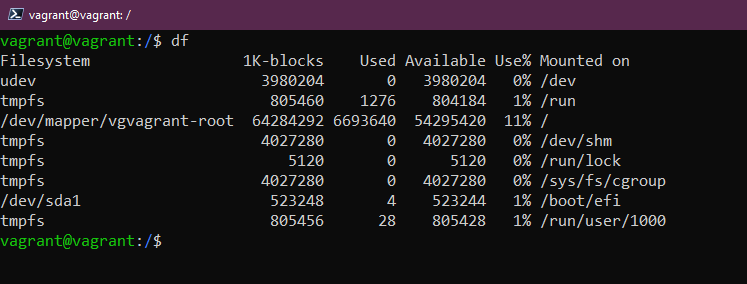 vagrant@vagrant: /
vagrant@vagrant:/$ df
Filesystem                  1K-blocks    Used Available Use% Mounted on
udev                          3980204       0   3980204   0% /dev
tmpfs                          805460    1276    804184   1% /run
/dev/mapper/vgvagrant-root   64284292 6693640  54295420  11% /
tmpfs                         4027280       0   4027280   0% /dev/shm
tmpfs                            5120       0      5120   0% /run/lock
tmpfs                         4027280       0   4027280   0% /sys/fs/cgroup
/dev/sda1                      523248       4    523244   1% /boot/efi
tmpfs                          805456      28    805428   1% /run/user/1000
vagrant@vagrant:/$